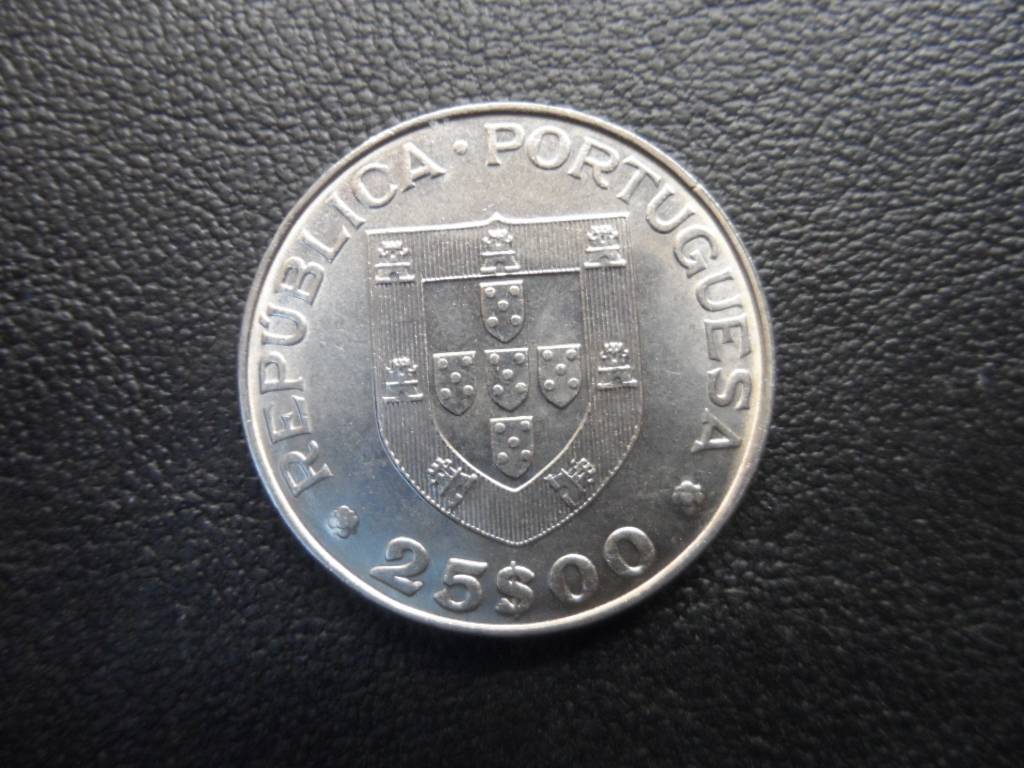 REPÚBLICA · PORTUGUESA
25$00